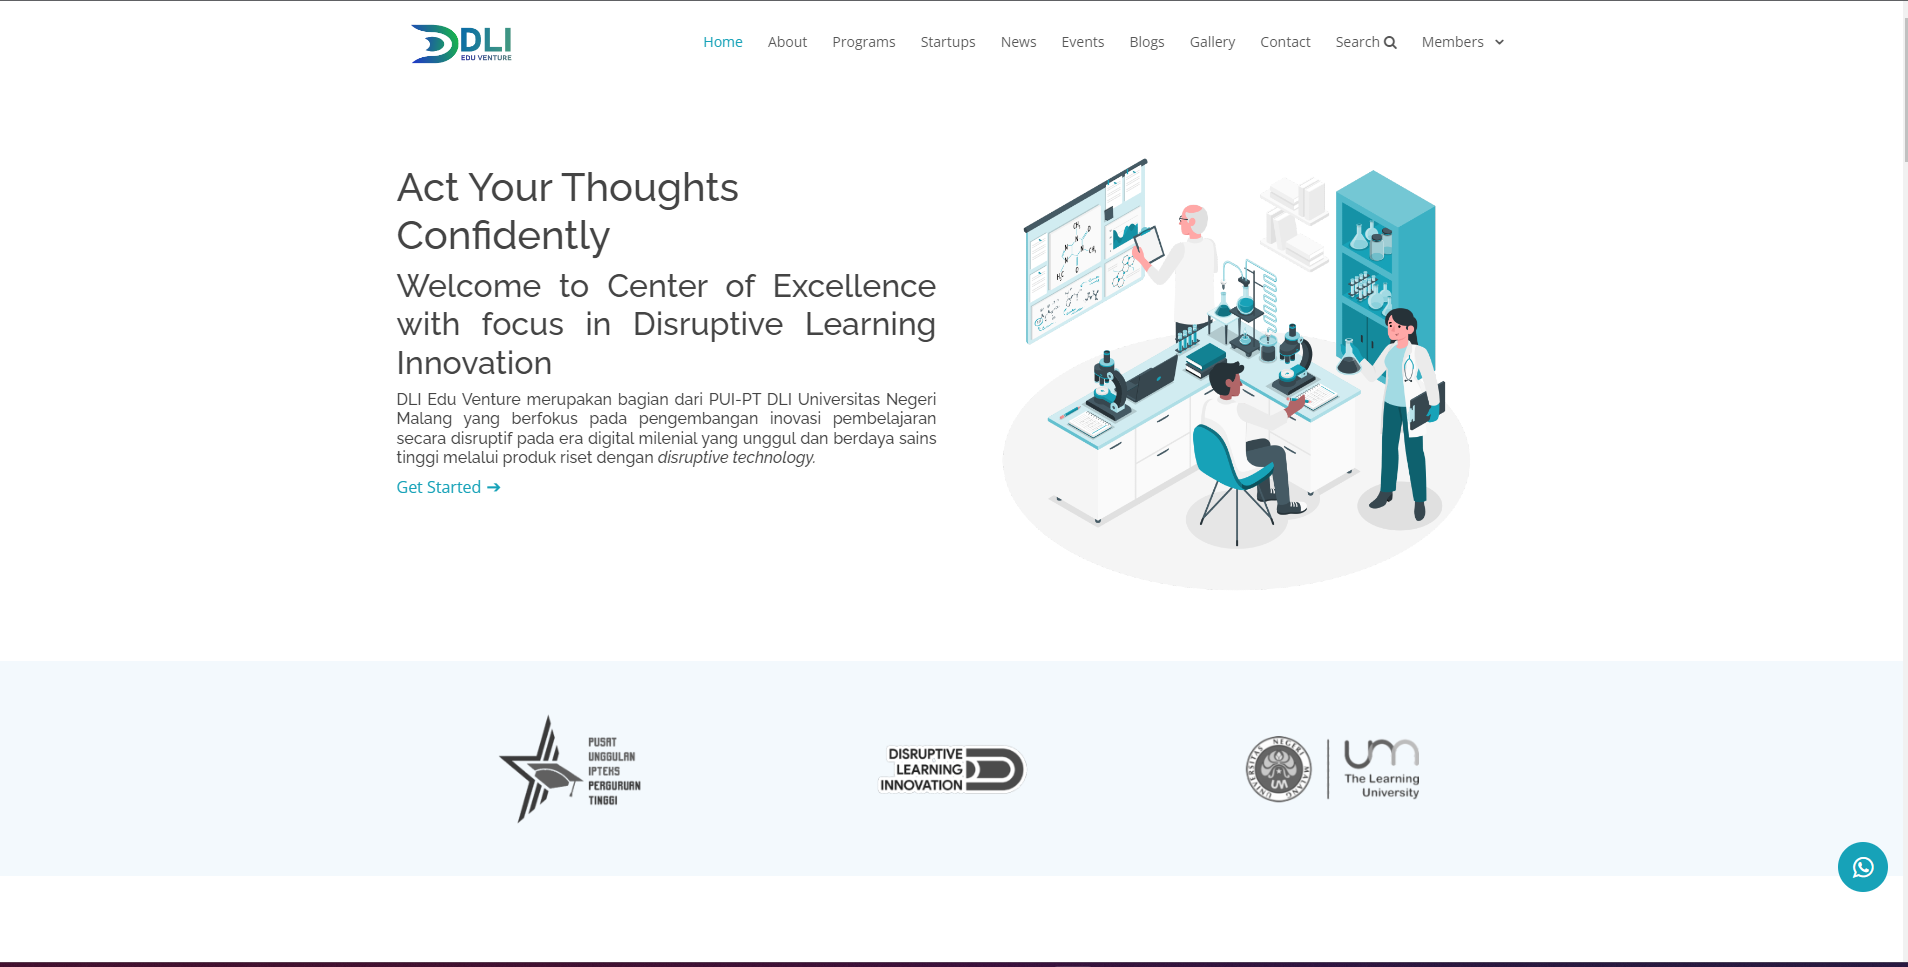 DLI
EDU VENTURE
Home About Programs Startups News Events Blogs Gallery Contact Search Members
Act Your Thoughts
Confidently
Welcome to Center of Excellence
with focus in Disruptive Learning
Innovation
DLI Edu Venture merupakan bagian dari PUI-PT DLI Universitas Negeri
Malang yang berfokus pada pengembangan inovasi pembelajaran
secara disruptif pada era digital milenial yang unggul dan berdaya sains
tinggi melalui produk riset dengan disruptive technology.
Get Started ➔
PUSAT
UNGGULAN
IPTEKS
PERGURUAN
TINGGI
DISRUPTIVE
LEARNING
INNOVATION
UNIVERSITAS NEGERI MALANG
UM
um
The Learning
University